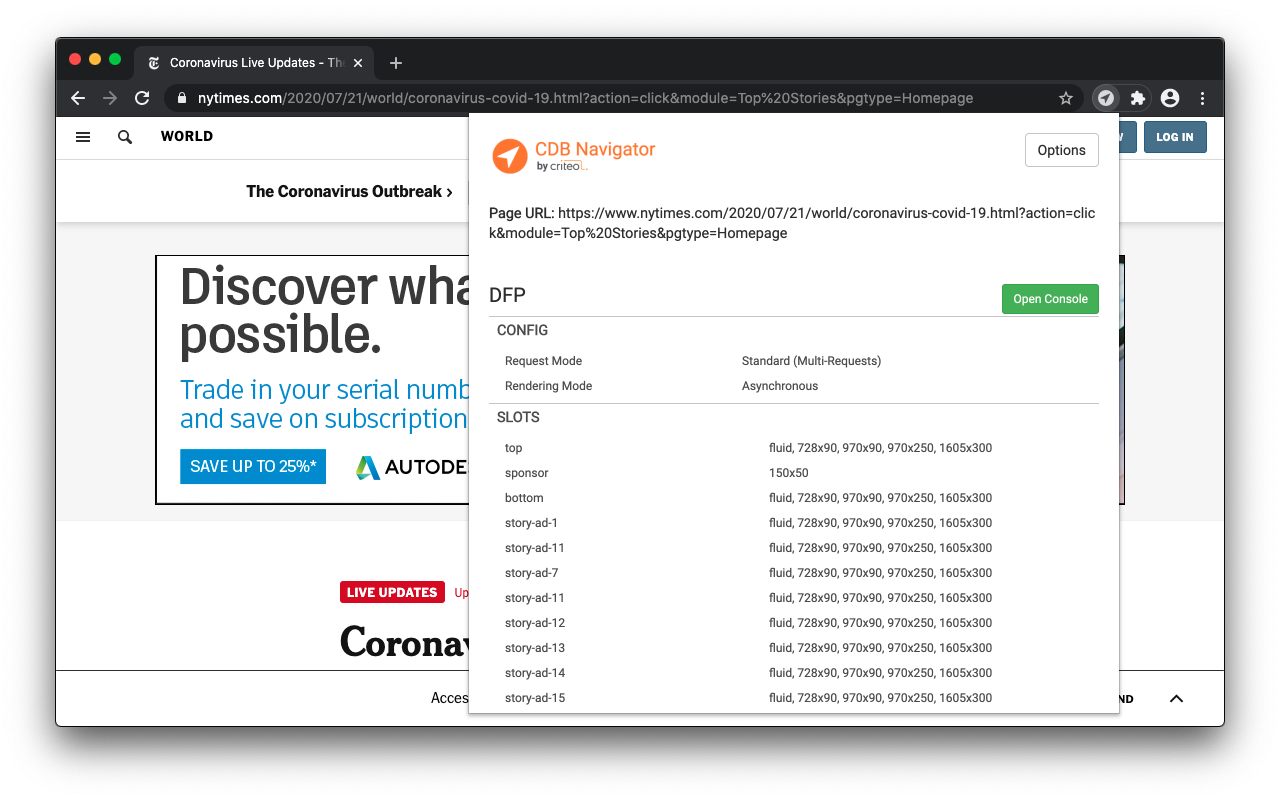 Coronavirus Live Updates - Th
nytimes.com/2020/07/21/world/coronavirus-covid-19.html?action=click&module=Top%20Stories&pgtype=Homepage
WORLD
LOG IN
The Coronavirus Outbreak ›
CDB Navigator
by criteo
Options
Page URL: https://www.nytimes.com/2020/07/21/world/coronavirus-covid-19.html?action=clic
k&module=Top%20Stories&pgtype=Homepage
Discover wha
possible.
Trade in your serial numb
and save on subscription
SAVE UP TO 25%*
AUTODE
DFP
Open Console
CONFIG
Request Mode Standard (Multi-Requests)
Rendering Mode Asynchronous
SLOTS
top fluid, 728x90, 970x90, 970x250, 1605x300
sponsor 150x50
bottom fluid, 728x90, 970x90, 970x250, 1605x300
story-ad-1 fluid, 728x90, 970x90, 970x250, 1605x300
story-ad-11 fluid, 728x90, 970x90, 970x250, 1605x300
story-ad-7 fluid, 728x90, 970x90, 970x250, 1605x300
story-ad-11 fluid, 728x90, 970x90, 970x250, 1605x300
story-ad-12 fluid, 728x90, 970x90, 970x250, 1605x300
story-ad-13 fluid, 728x90, 970x90, 970x250, 1605x300
story-ad-14 fluid, 728x90, 970x90, 970x250, 1605x300
story-ad-15 fluid, 728x90, 970x90, 970x250, 1605x300
LIVE UPDATES Up
Corona
Acces
ND